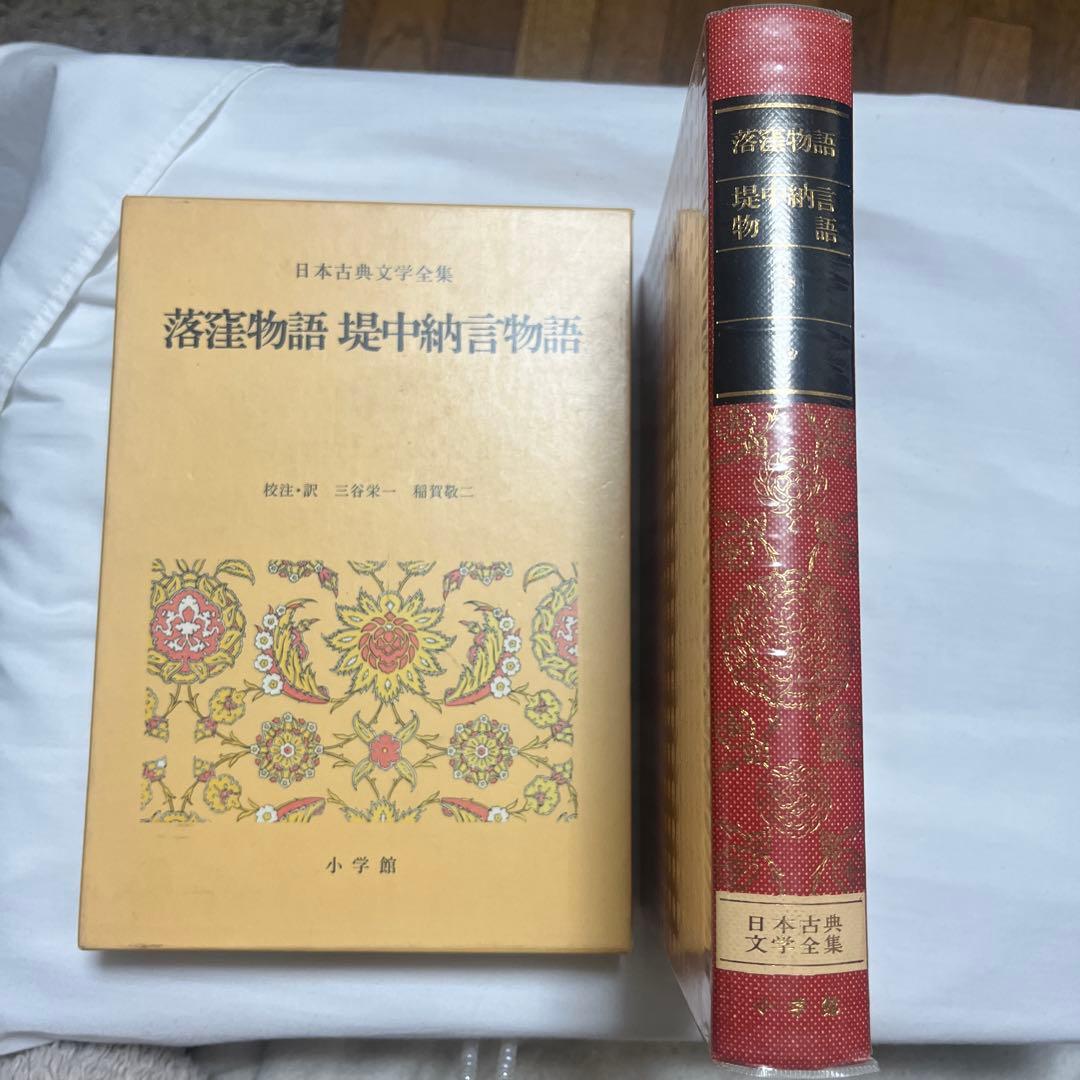 日本古典文学全集
落窪物語 堤中納言物語
校注・訳 三谷栄一 稲賀敬二
小学館
落窪物語
堤中納言
物語
日本古典
文学全集
小学館